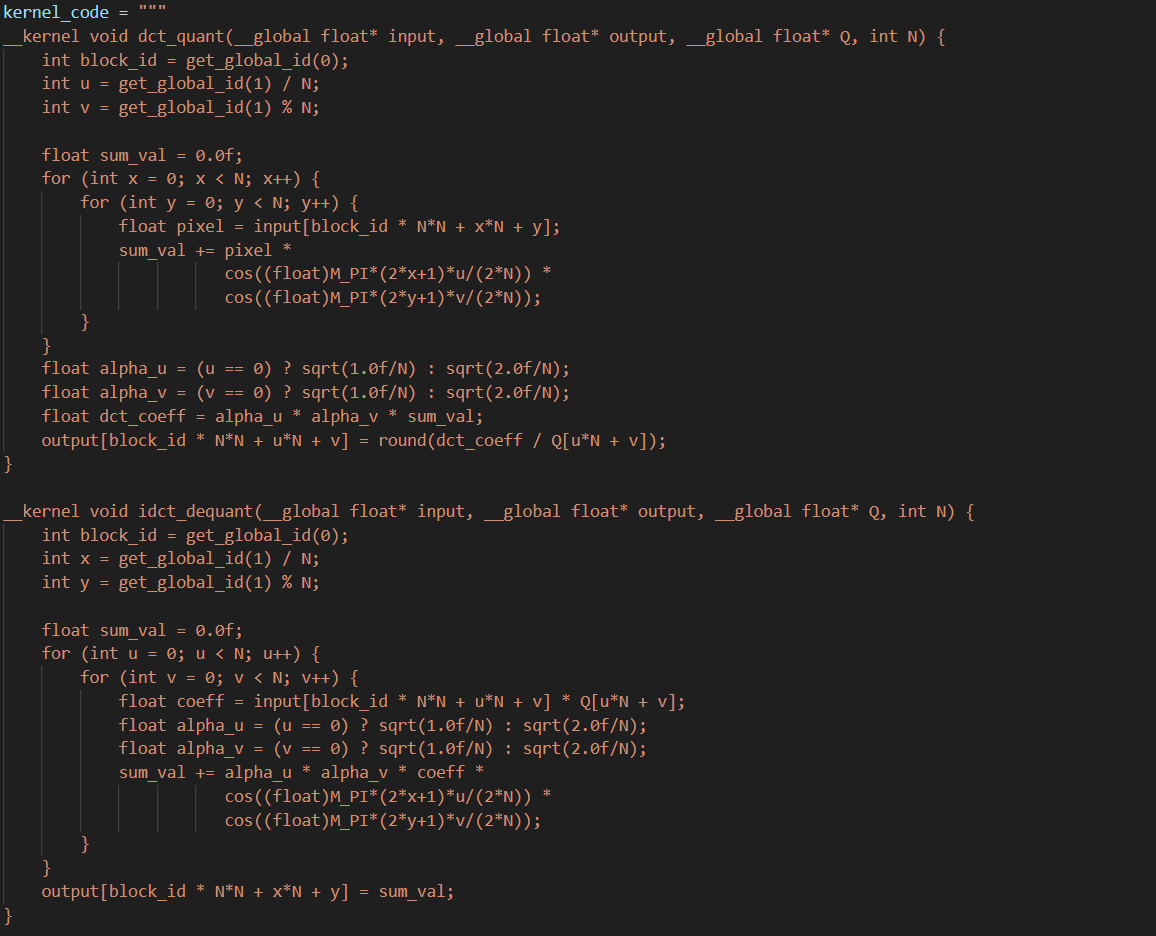 kernel_code = """
__kernel void dct_quant(__global float* input, __global float* output, __global float* Q, int N) {
    int block_id = get_global_id(0);
    int u = get_global_id(1) / N;
    int v = get_global_id(1) % N;

    float sum_val = 0.0f;
    for (int x = 0; x < N; x++) {
        for (int y = 0; y < N; y++) {
            float pixel = input[block_id * N*N + x*N + y];
            sum_val += pixel *
                       cos((float)M_PI*(2*x+1)*u/(2*N)) *
                       cos((float)M_PI*(2*y+1)*v/(2*N));
        }
    }
    float alpha_u = (u == 0) ? sqrt(1.0f/N) : sqrt(2.0f/N);
    float alpha_v = (v == 0) ? sqrt(1.0f/N) : sqrt(2.0f/N);
    float dct_coeff = alpha_u * alpha_v * sum_val;
    output[block_id * N*N + u*N + v] = round(dct_coeff / Q[u*N + v]);
}

__kernel void idct_dequant(__global float* input, __global float* output, __global float* Q, int N) {
    int block_id = get_global_id(0);
    int x = get_global_id(1) / N;
    int y = get_global_id(1) % N;

    float sum_val = 0.0f;
    for (int u = 0; u < N; u++) {
        for (int v = 0; v < N; v++) {
            float coeff = input[block_id * N*N + u*N + v] * Q[u*N + v];
            float alpha_u = (u == 0) ? sqrt(1.0f/N) : sqrt(2.0f/N);
            float alpha_v = (v == 0) ? sqrt(1.0f/N) : sqrt(2.0f/N);
            sum_val += alpha_u * alpha_v * coeff *
                       cos((float)M_PI*(2*x+1)*u/(2*N)) *
                       cos((float)M_PI*(2*y+1)*v/(2*N));
        }
    }
    output[block_id * N*N + x*N + y] = sum_val;
}